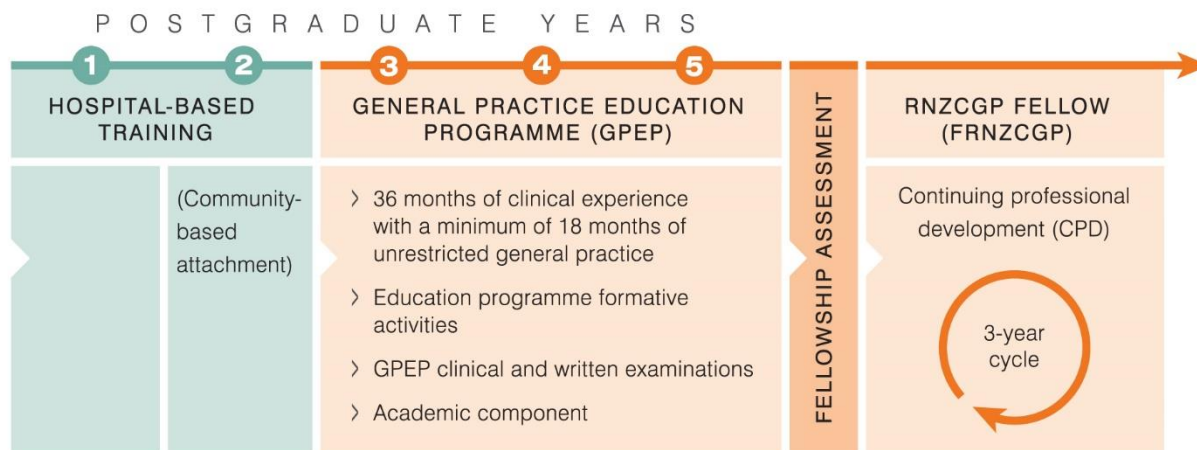 POSTGRADUATE YEARS
1 2 3 4 5
HOSPITAL-BASED
TRAINING
(Community-
based
attachment)
GENERAL PRACTICE EDUCATION
PROGRAMME (GPEP)
> 36 months of clinical experience
with a minimum of 18 months of
unrestricted general practice
> Education programme formative
activities
> GPEP clinical and written examinations
> Academic component
FELLOWSHIP ASSESSMENT
RNZCGP FELLOW
(FRNZCGP)
Continuing professional
development (CPD)
3-year
cycle